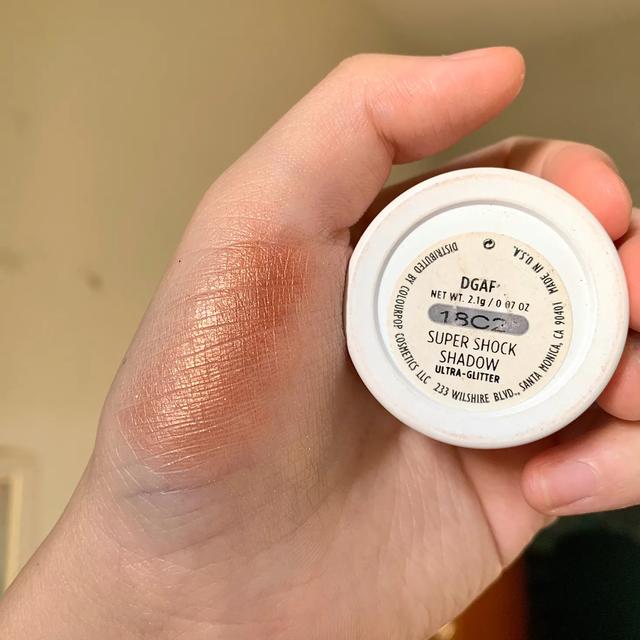 DGAF
NET WT. 2.1g / 0.07 OZ
18C2
SUPER SHOCK
SHADOW
ULTRA-GLITTER
DISTRIBUTED BY COLOURPOP COSMETICS LLC 233 WILSHIRE BLVD., SANTA MONICA, CA 90401 MADE IN U.S.A.